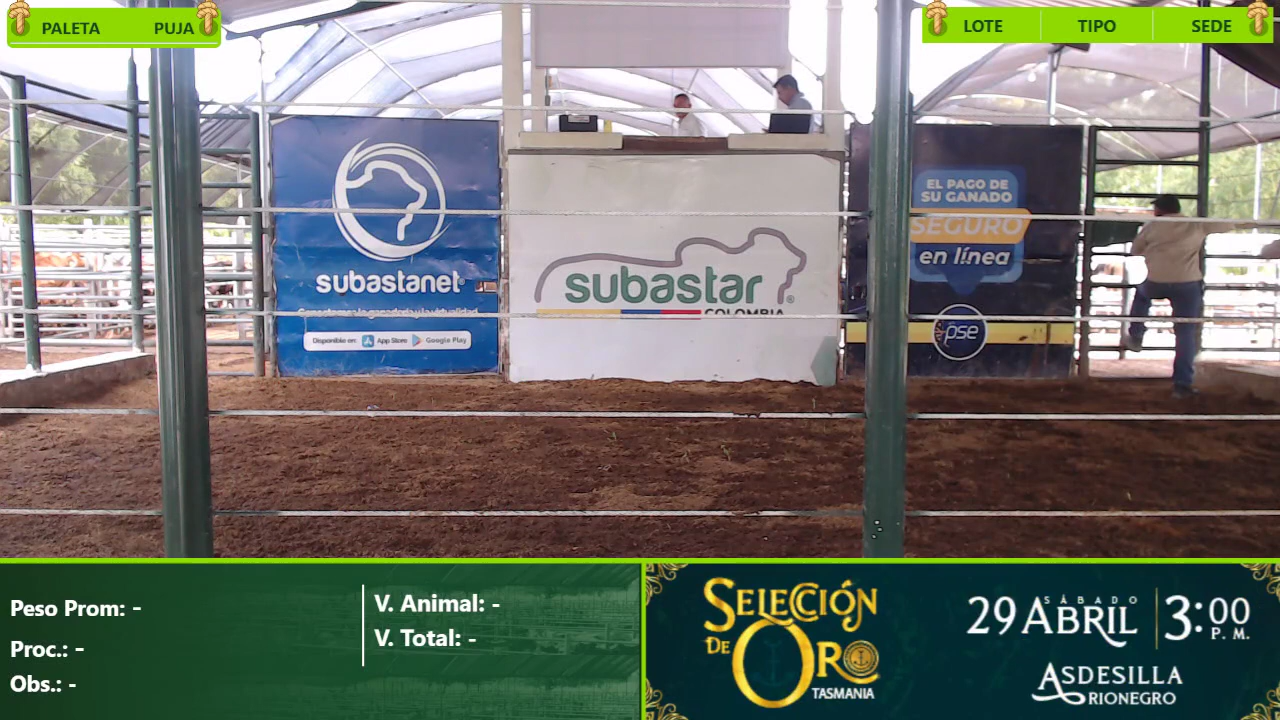 PALETA PUJA
LOTE TIPO SEDE
subastanet®
Disponible en: App Store Google Play
subastar®
COLOMBIA
EL PAGO DE
SU GANADO
SEGURO
en línea
pse
Peso Prom: -
Proc.: -
Obs.: -
V. Animal: -
V. Total: -
SELECCIÓN
DE ORO
TASMANIA
SÁBADO
29 ABRIL 3:00
P. M.
ASDESILLA
RIONEGRO